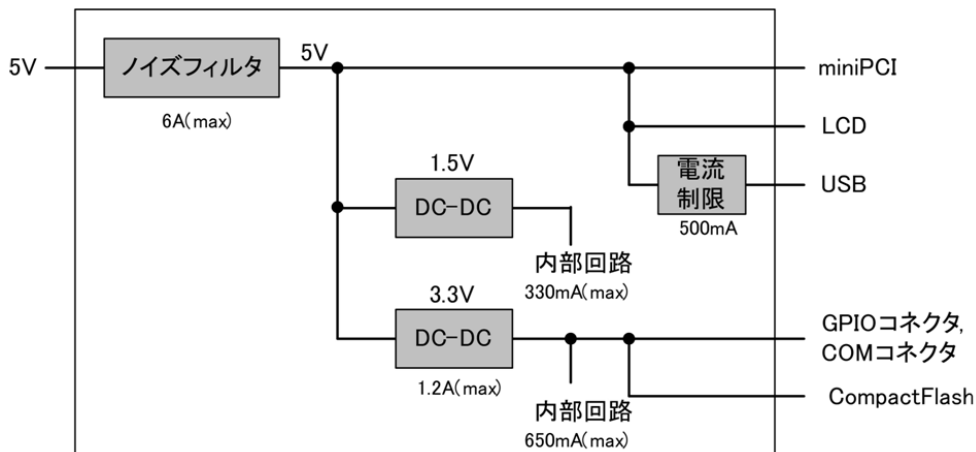 5V
ノイズフィルタ
6A(max)
5V
miniPCI
LCD
電流
制限
500mA
USB
1.5V
DC-DC
内部回路
330mA(max)
3.3V
DC-DC
1.2A(max)
内部回路
650mA(max)
GPIOコネクタ,
COMコネクタ
CompactFlash